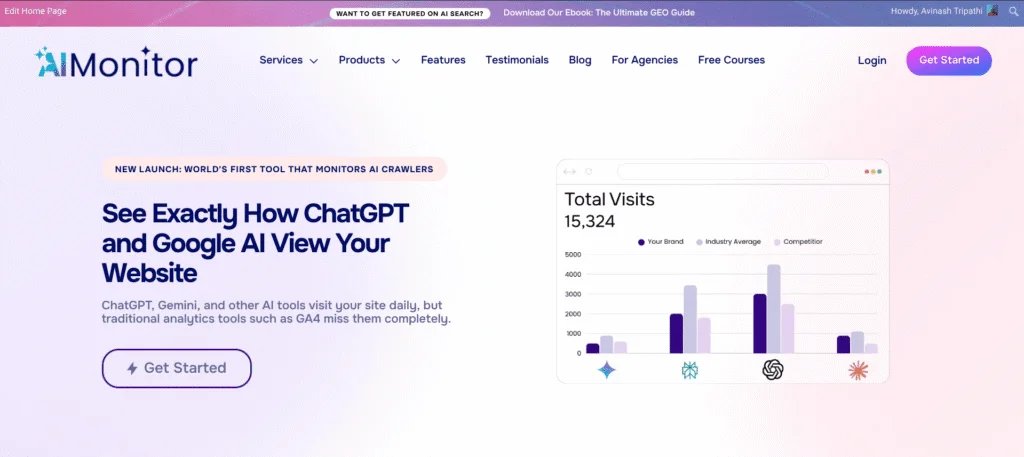 Edit Home Page
WANT TO GET FEATURED ON AI SEARCH? Download Our Ebook: The Ultimate GEO Guide
Howdy, Avinash Tripathi
AIMonitor
Services Products Features Testimonials Blog For Agencies Free Courses Login Get Started
NEW LAUNCH: WORLD'S FIRST TOOL THAT MONITORS AI CRAWLERS
See Exactly How ChatGPT
and Google AI View Your
Website
ChatGPT, Gemini, and other AI tools visit your site daily, but
traditional analytics tools such as GA4 miss them completely.
Get Started
Total Visits
15,324
Your Brand Industry Average Competitior
5000
4000
3000
2000
1000
0